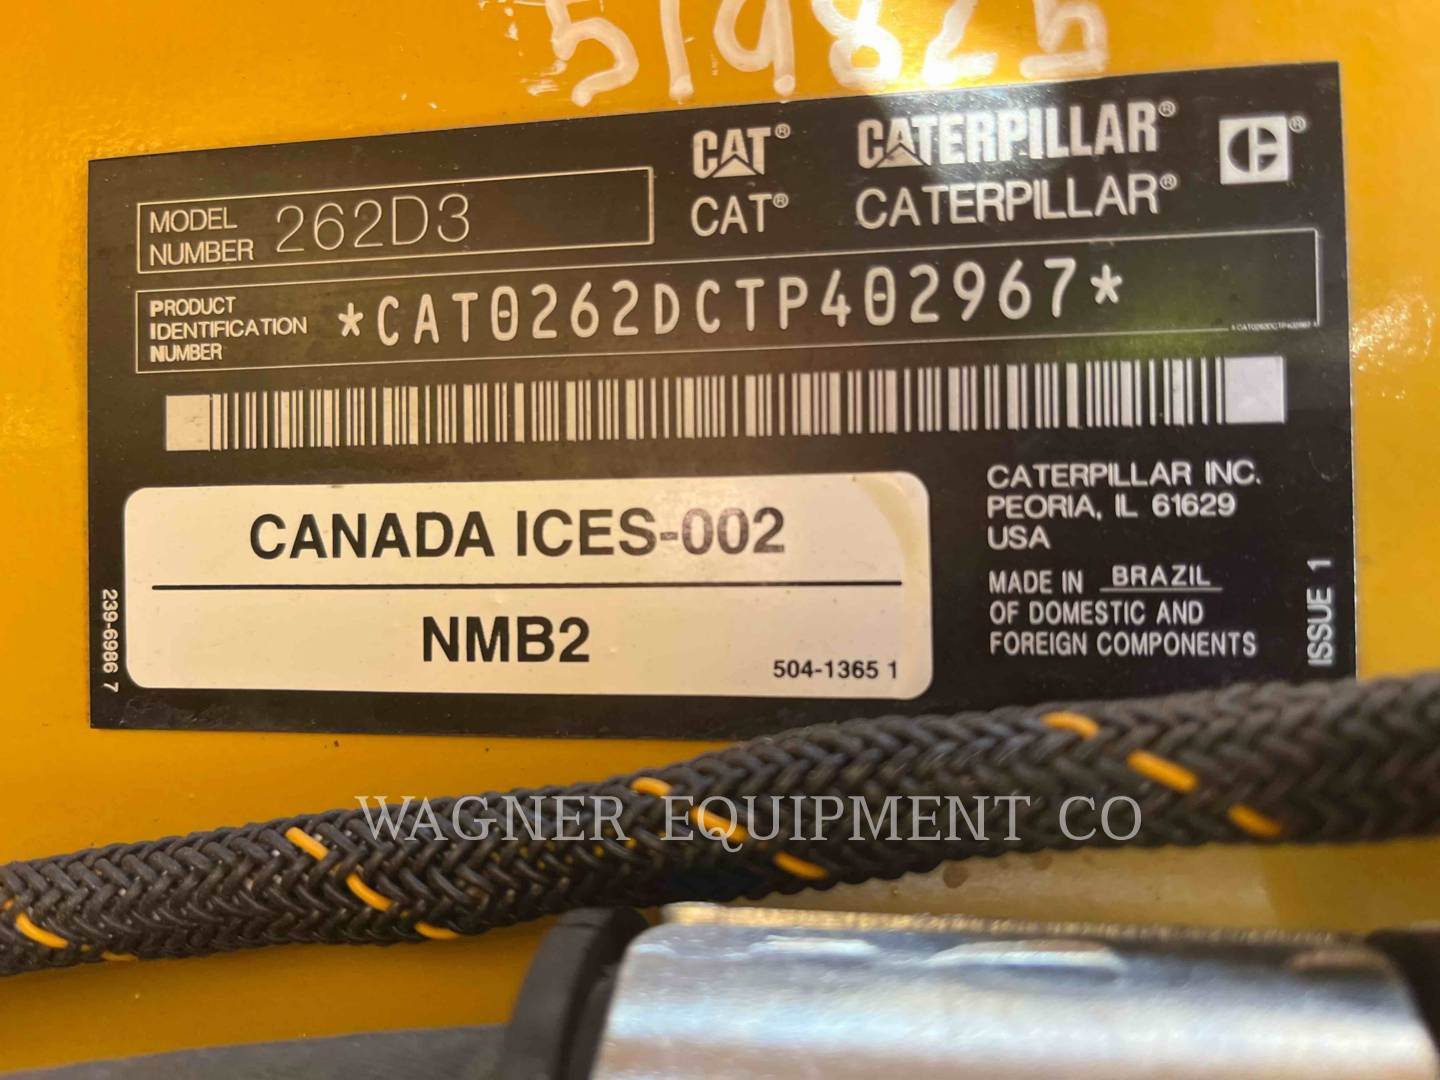 519825
CAT® CATERPILLAR®
CAT® CATERPILLAR®
MODEL NUMBER 262D3
PRODUCT IDENTIFICATION NUMBER *CAT0262DCTP402967*
*CAT0262DCTP402967*
CANADA ICES-002
NMB2
504-1365 1
239-6986 7
CATERPILLAR INC.
PEORIA, IL 61629
USA
MADE IN BRAZIL
OF DOMESTIC AND
FOREIGN COMPONENTS
ISSUE 1
WAGNER EQUIPMENT CO